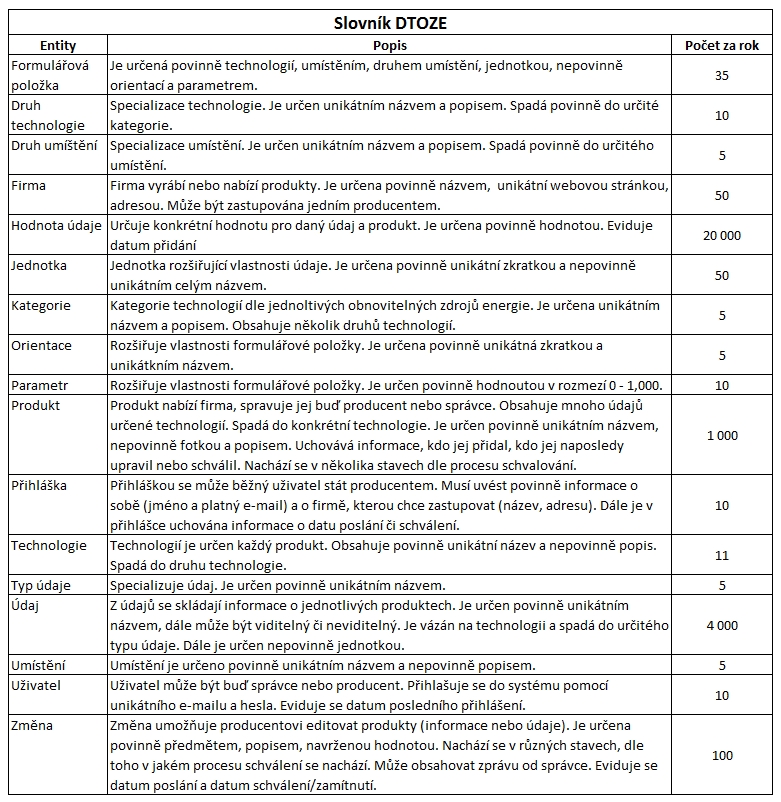 Slovník DTOZE
Entity Popis Počet za rok
Formulářová položka Je určená povinně technologií, umístěním, druhem umístění, jednotkou, nepovinně
orientací a parametrem. 35
Druh technologie Specializace technologie. Je určen unikátním názvem a popisem. Spadá povinně do určité
kategorie. 10
Druh umíštění Specializace umístění. Je určen unikátním názvem a popisem. Spadá povinně do určitého
umístění. 5
Firma Firma vyrábí nebo nabízí produkty. Je určena povinně názvem, unikátní webovou stránkou,
adresou. Může být zastupována jedním producentem. 50
Hodnota údaje Určuje konkrétní hodnotu pro daný údaj a produkt. Je určena povinně hodnotou. Eviduje
datum přidání 20 000
Jednotka Jednotka rozšiřující vlastnosti údaje. Je určena povinně unikátní zkratkou a nepovinně
unikátním celým názvem. 50
Kategorie Kategorie technologií dle jednoltivých obnovitelných zdrojů energie. Je určena unikátním
názvem a popisem. Obsahuje několik druhů technologií. 5
Orientace Rozšiřuje vlastnosti formulářové položky. Je určena povinně unikátná zkratkou a
unikátkním názvem. 5
Parametr Rozšiřuje vlastnosti formulářové položky. Je určen povinně hodnoutou v rozmezí 0 - 1,000. 10
Produkt Produkt nabízí firma, spravuje jej buď producent nebo správce. Obsahuje mnoho údajů
určené technologií. Spadá do konkrétní technologie. Je určen povinně unikátním názvem,
nepovinně fotkou a popisem. Uchovává informace, kdo jej přidal, kdo jej naposledy
upravil nebo schválil. Nachází se v několika stavech dle procesu schvalování. 1 000
Přihláška Přihláškou se může běžný uživatel stát producentem. Musí uvést povinně informace o
sobě (jméno a platný e-mail) a o firmě, kterou chce zastupovat (název, adresu). Dále je v
přihlášce uchována informace o datu poslání či schválení. 10
Technologie Technologií je určen každý produkt. Obsahuje povinně unikátní název a nepovinně popis.
Spadá do druhu technologie. 11
Typ údaje Specializuje údaj. Je určen povinně unikátním názvem. 5
Údaj Z údajů se skládají informace o jednotlivých produktech. Je určen povinně unikátním
názvem, dále může být viditelný či neviditelný. Je vázán na technologii a spadá do určitého
typu údaje. Dále je určen nepovinně jednotkou. 4 000
Umístění Umístění je určeno povinně unikátním názvem a nepovinně popisem. 5
Uživatel Uživatel může být buď správce nebo producent. Přihlašuje se do systému pomocí
unikátního e-mailu a hesla. Eviduje se datum posledního přihlášení. 10
Změna Změna umožňuje producentovi editovat produkty (informace nebo údaje). Je určena
povinně předmětem, popisem, navrženou hodnotou. Nachází se v různých stavech, dle
toho v jakém procesu schválení se nachází. Může obsahovat zprávu od správce. Eviduje se
datum poslání a datum schválení/zamítnutí. 100